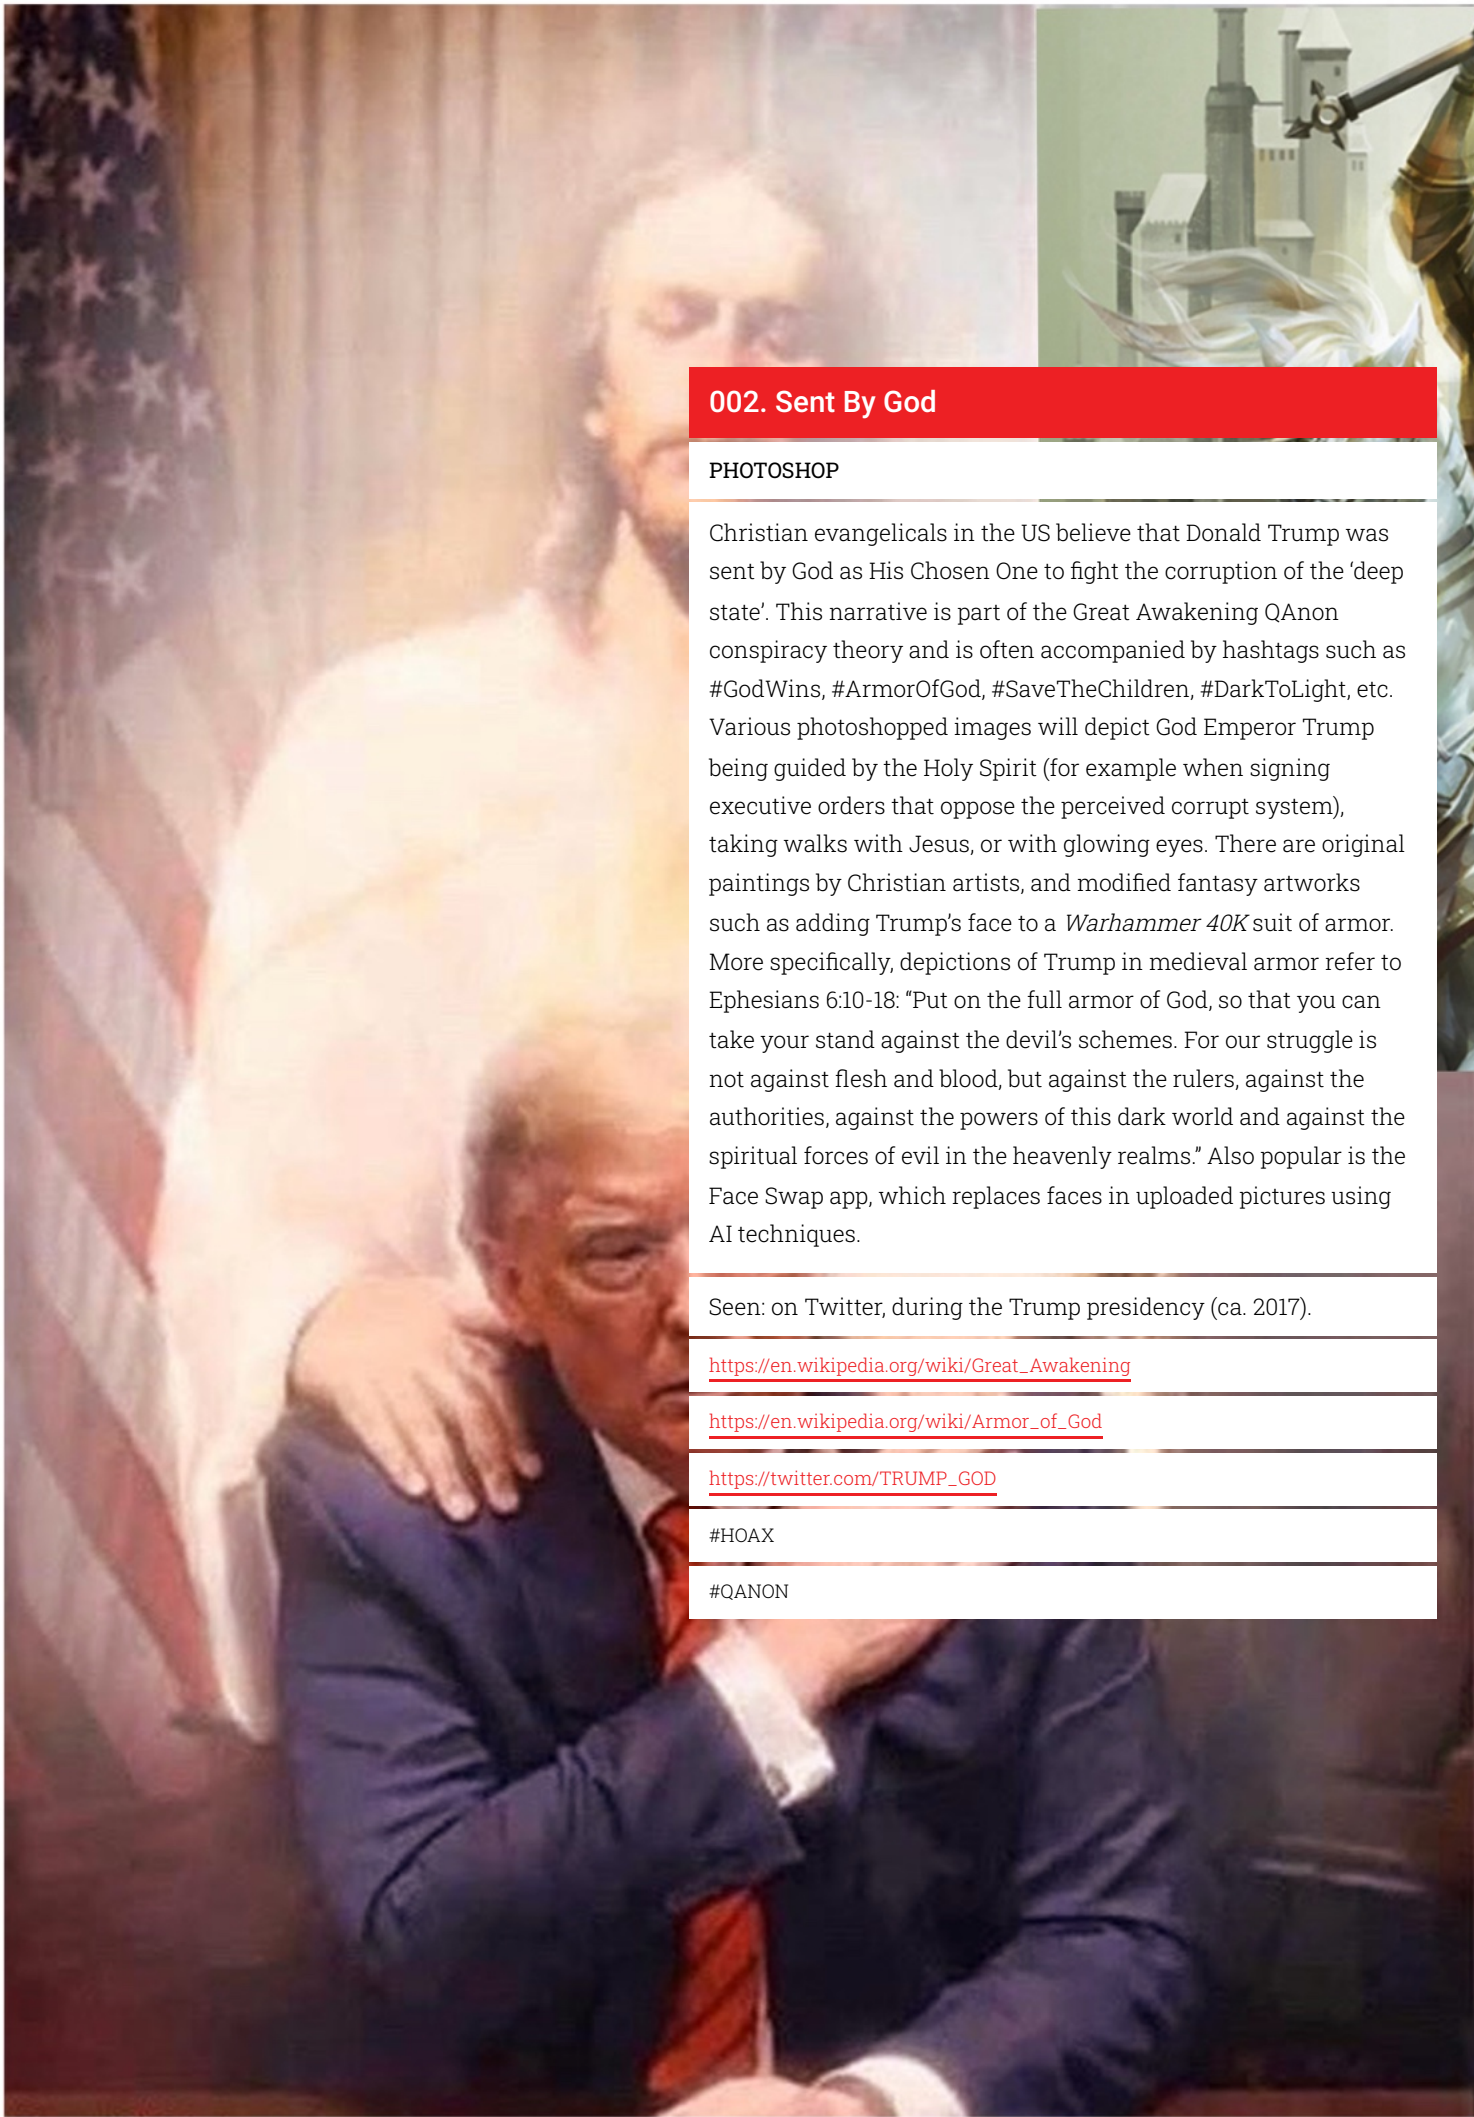 002. Sent By God
PHOTOSHOP
Christian evangelicals in the US believe that Donald Trump was
sent by God as His Chosen One to fight the corruption of the ‘deep
state’. This narrative is part of the Great Awakening QAnon
conspiracy theory and is often accompanied by hashtags such as
#GodWins, #ArmorOfGod, #SaveTheChildren, #DarkToLight, etc.
Various photoshopped images will depict God Emperor Trump
being guided by the Holy Spirit (for example when signing
executive orders that oppose the perceived corrupt system),
taking walks with Jesus, or with glowing eyes. There are original
paintings by Christian artists, and modified fantasy artworks
such as adding Trump’s face to a Warhammer 40K suit of armor.
More specifically, depictions of Trump in medieval armor refer to
Ephesians 6:10-18: “Put on the full armor of God, so that you can
take your stand against the devil’s schemes. For our struggle is
not against flesh and blood, but against the rulers, against the
authorities, against the powers of this dark world and against the
spiritual forces of evil in the heavenly realms.” Also popular is the
Face Swap app, which replaces faces in uploaded pictures using
AI techniques.
Seen: on Twitter, during the Trump presidency (ca. 2017).
https://en.wikipedia.org/wiki/Great_Awakening
https://en.wikipedia.org/wiki/Armor_of_God
https://twitter.com/TRUMP_GOD
#HOAX
#QANON